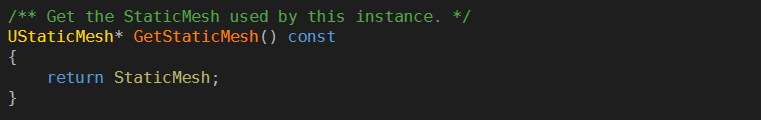 /** Get the StaticMesh used by this instance. */
UStaticMesh* GetStaticMesh() const
{
    return StaticMesh;
}